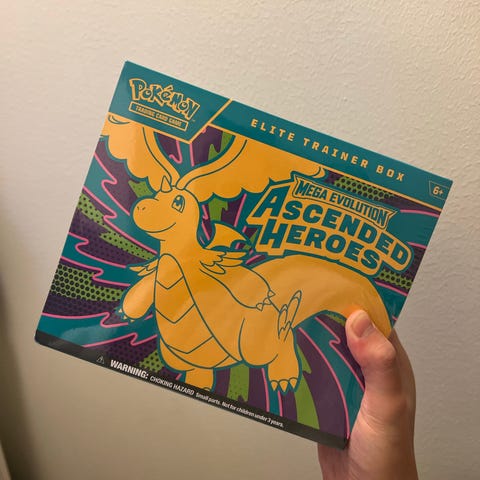 Pokémon
TRADING CARD GAME
ELITE TRAINER BOX
6+
MEGA EVOLUTION
ASCENDED
HEROES
WARNING: CHOKING HAZARD Small parts. Not for children under 3 years.